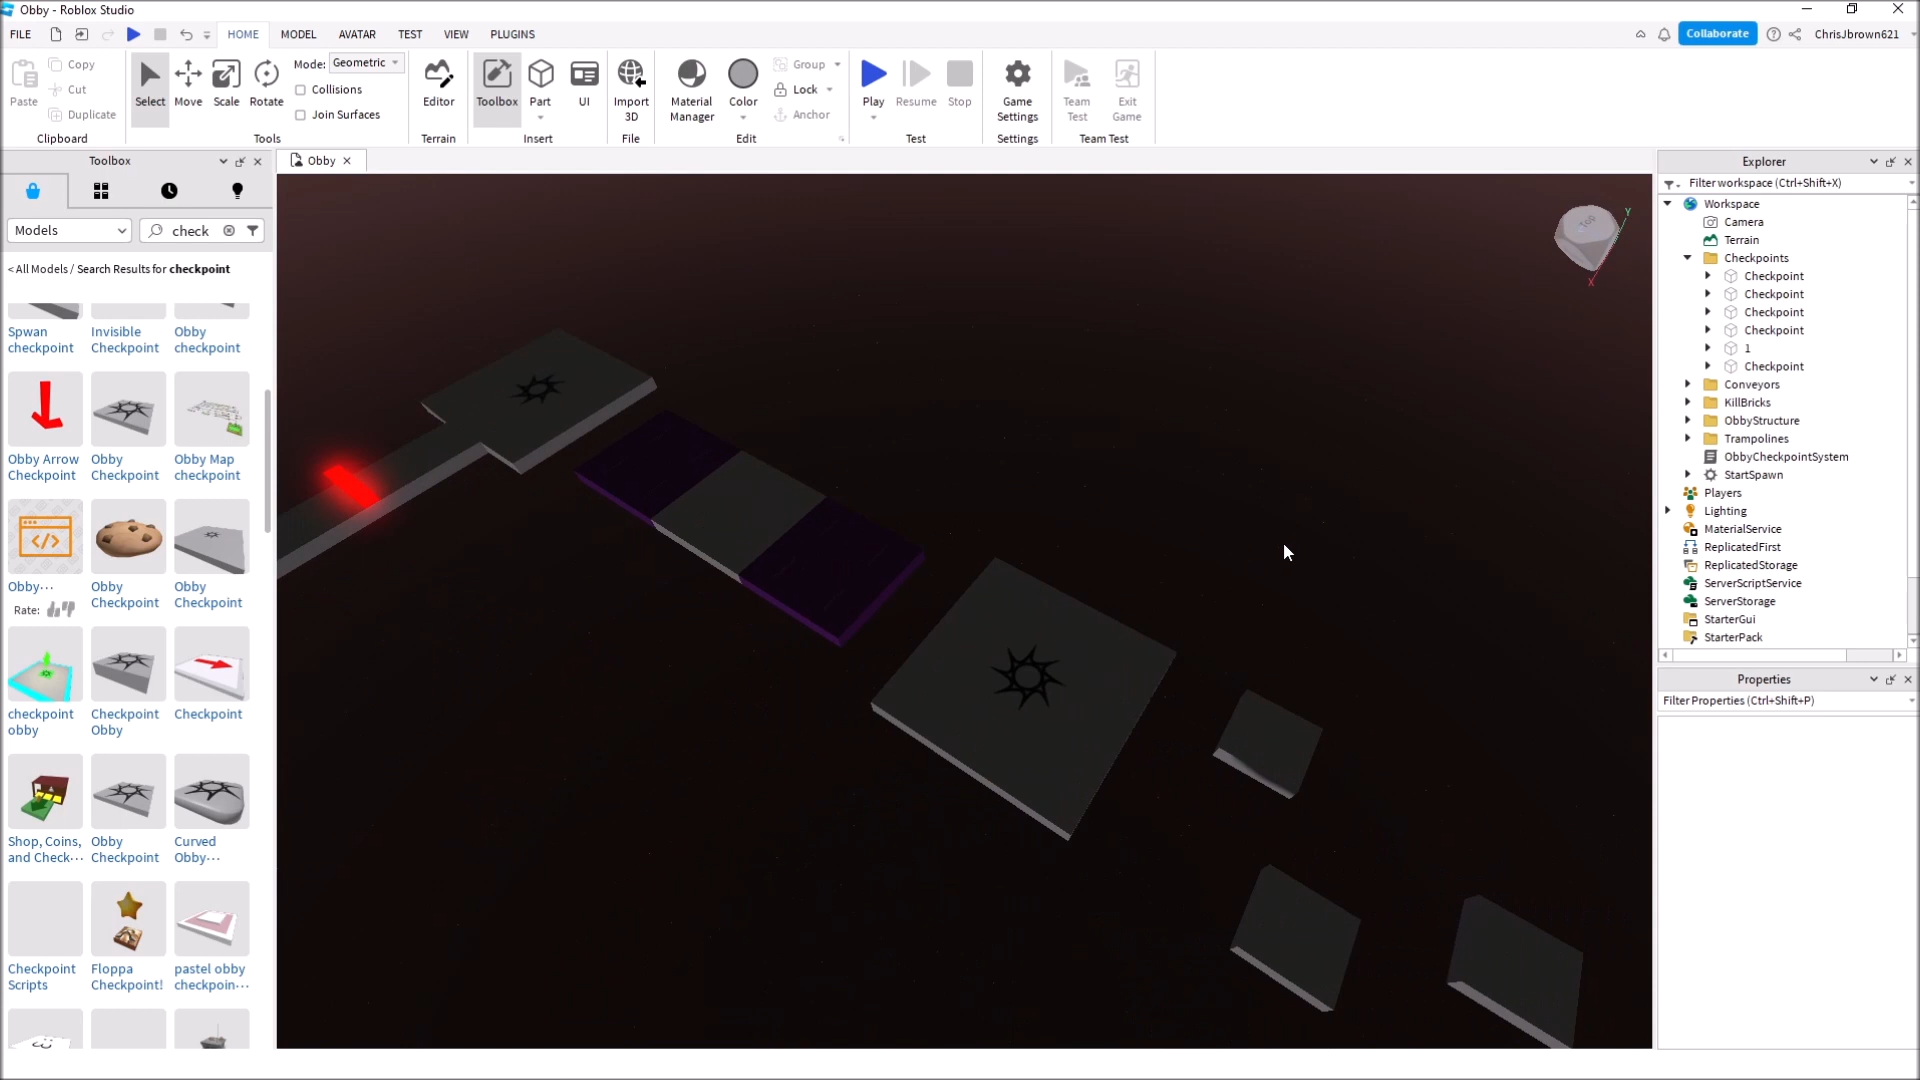 Obby - Roblox Studio
FILE HOME MODEL AVATAR TEST VIEW PLUGINS Collaborate ChrisJbrown621
Paste Copy Cut Duplicate
Clipboard
Select Move Scale Rotate
Mode: Geometric
Collisions
Join Surfaces
Tools
Editor
Terrain
Toolbox Part UI
Insert
Import 3D
File
Material Manager Color
Group
Lock
Anchor
Edit
Play Resume Stop
Test
Game Settings
Settings
Team Test Exit Game
Team Test
Toolbox
Models
check
< All Models / Search Results for checkpoint
Spwan checkpoint
Invisible Checkpoint
Obby checkpoint
Obby Arrow Checkpoint
Obby Checkpoint
Obby Map checkpoint
Obby···
Rate:
Obby Checkpoint
Obby Checkpoint
checkpoint obby
Checkpoint Obby
Checkpoint
Shop, Coins, and Check···
Obby Checkpoint
Curved Obby···
Checkpoint Scripts
Floppa Checkpoint!
pastel obby checkpoin···
Obby
Top
Y
X
Explorer
Filter workspace (Ctrl+Shift+X)
Workspace
Camera
Terrain
Checkpoints
Checkpoint
Checkpoint
Checkpoint
Checkpoint
1
Checkpoint
Conveyors
KillBricks
ObbyStructure
Trampolines
ObbyCheckpointSystem
StartSpawn
Players
Lighting
MaterialService
ReplicatedFirst
ReplicatedStorage
ServerScriptService
ServerStorage
StarterGui
StarterPack
Properties
Filter Properties (Ctrl+Shift+P)